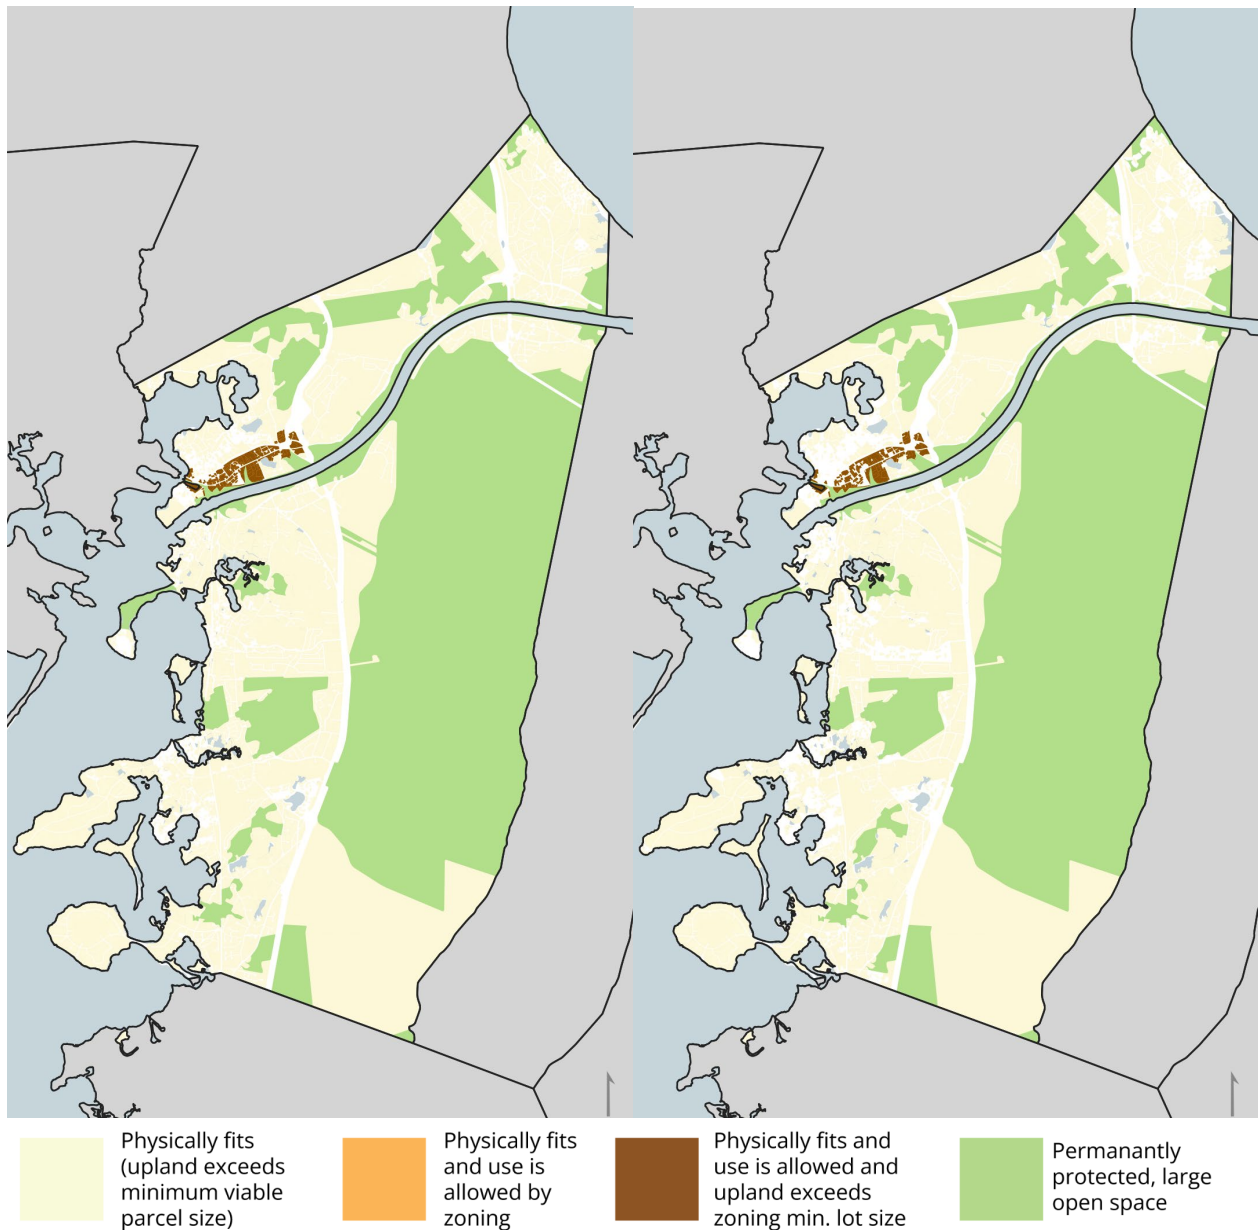 Physically fits
(upland exceeds
minimum viable
parcel size)
Physically fits
and use is
allowed by
zoning
Physically fits and
use is allowed and
upland exceeds
zoning min. lot size
Permanantly
protected, large
open space